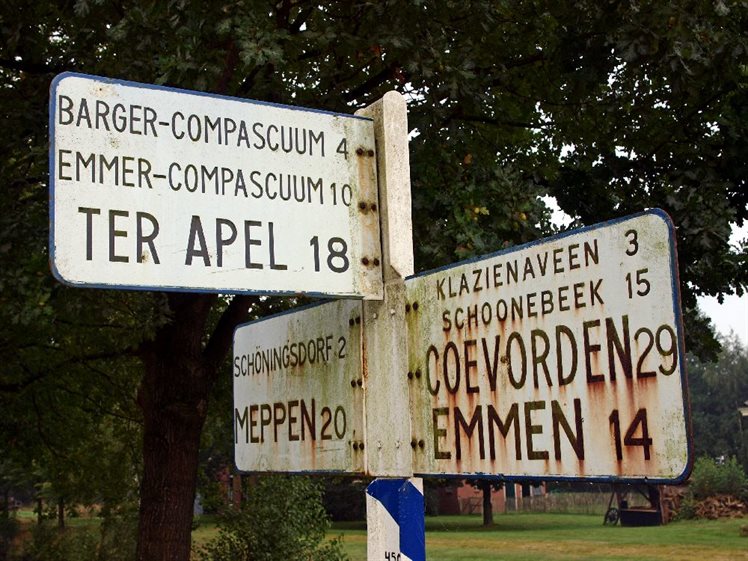 BARGER-COMPASCUUM 4
EMMER-COMPASCUUM 10
TER APEL 18
SCHÖNINGSDORF 2
MEPPEN 20
KLAZIENAVEEN 3
SCHOONEBEEK 15
COEVORDEN 29
EMMEN 14